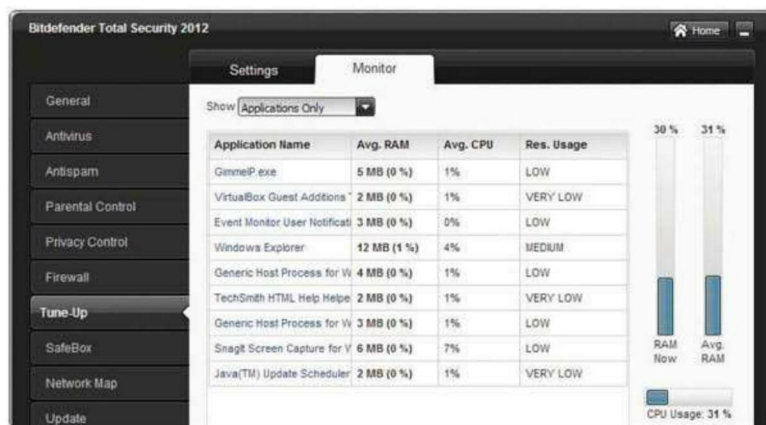 Bitdefender Total Security 2012
Home
Settings Monitor
General
Antivirus
Antispam
Parental Control
Privacy Control
Firewall
Tune-Up
SafeBox
Network Map
Update
Show Applications Only
Application Name Avg. RAM Avg. CPU Res. Usage
GimmeIP.exe 5 MB (0 %) 1% LOW
VirtualBox Guest Additions 2 MB (0 %) 1% VERY LOW
Event Monitor User Notificati 3 MB (0 %) 0% LOW
Windows Explorer 12 MB (1 %) 4% MEDIUM
Generic Host Process for W 4 MB (0 %) 1% LOW
TechSmith HTML Help Helpe 2 MB (0 %) 1% VERY LOW
Generic Host Process for W 3 MB (0 %) 1% LOW
SnagIt Screen Capture for W 6 MB (0 %) 7% LOW
Java(TM) Update Scheduler 2 MB (0 %) 1% VERY LOW
30 % 31 %
RAM Now
Avg. RAM
CPU Usage: 31 %